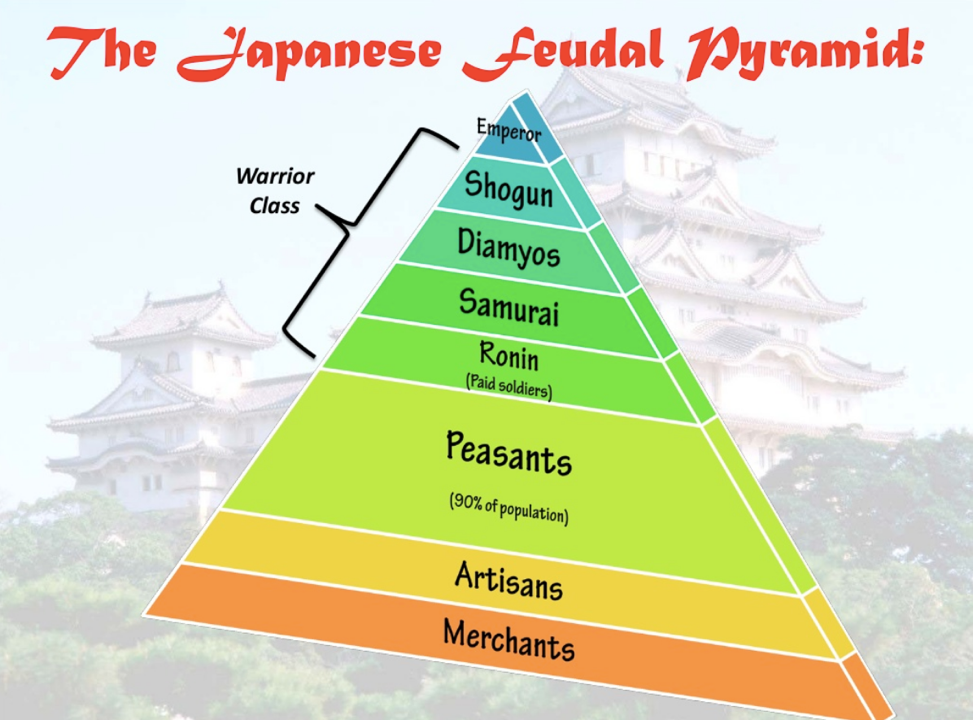 The Japanese Feudal Pyramid:
Emperor
Warrior
Class
Shogun
Diamyos
Samurai
Ronin
(Paid soldiers)
Peasants
(90% of population)
Artisans
Merchants